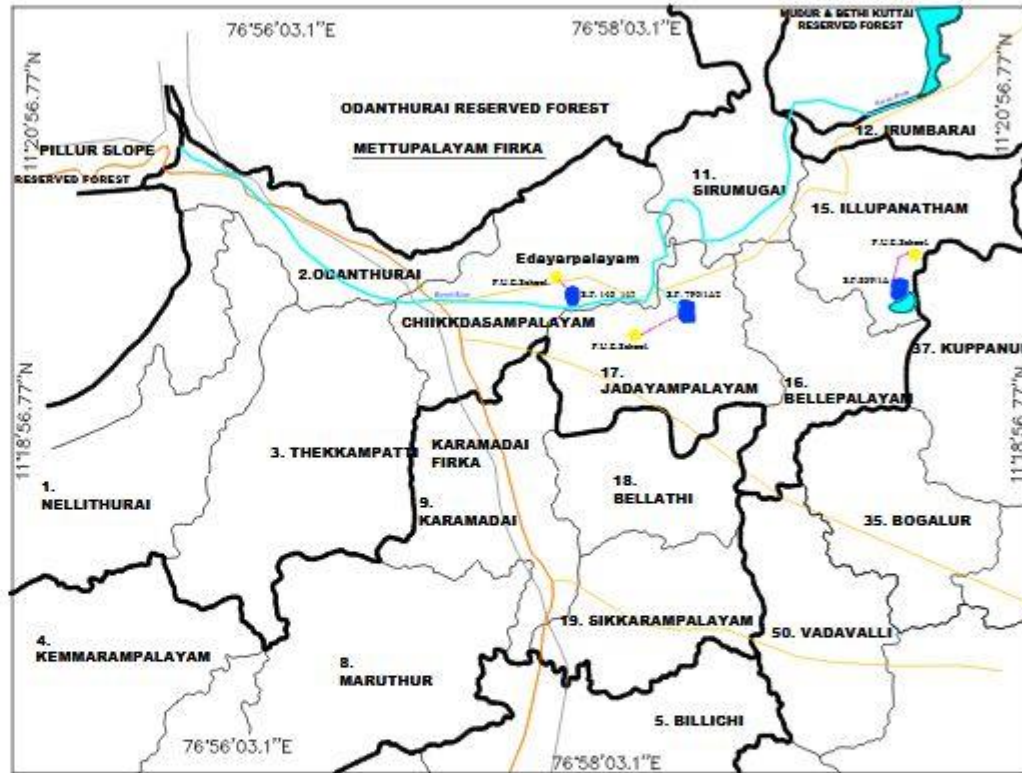 76°56'03.1"E
76°58'03.1"E
MUDUR & BETHI KUTTAI
RESERVED FOREST
11°20'56.77"N
11°20'56.77"N
ODANTHURAI RESERVED FOREST
METTUPALAYAM FIRKA
PILLUR SLOPE
RESERVED FOREST
12. IRUMBARAI
11.
SIRUMUGAI
15. ILLUPANATHAM
2.ODANTHURAI
Edayarpalayam
P.U.E.School.
P.U.E.School.
CHIIKKDASAMPALAYAM
P.U.E.School.
37. KUPPANU
17.
JADAYAMPALAYAM
16.
BELLEPALAYAM
11°18'56.77"N
11°18'56.77"N
3. THEKKAMPATTI
KARAMADAI
FIRKA
1.
NELLITHURAI
9.
KARAMADAI
18.
BELLATHI
35. BOGALUR
19. SIKKARAMPALAYAM
50. VADAVALLI
4.
KEMMARAMPALAYAM
8.
MARUTHUR
5. BILLICHI
76°56'03.1"E
76°58'03.1"E